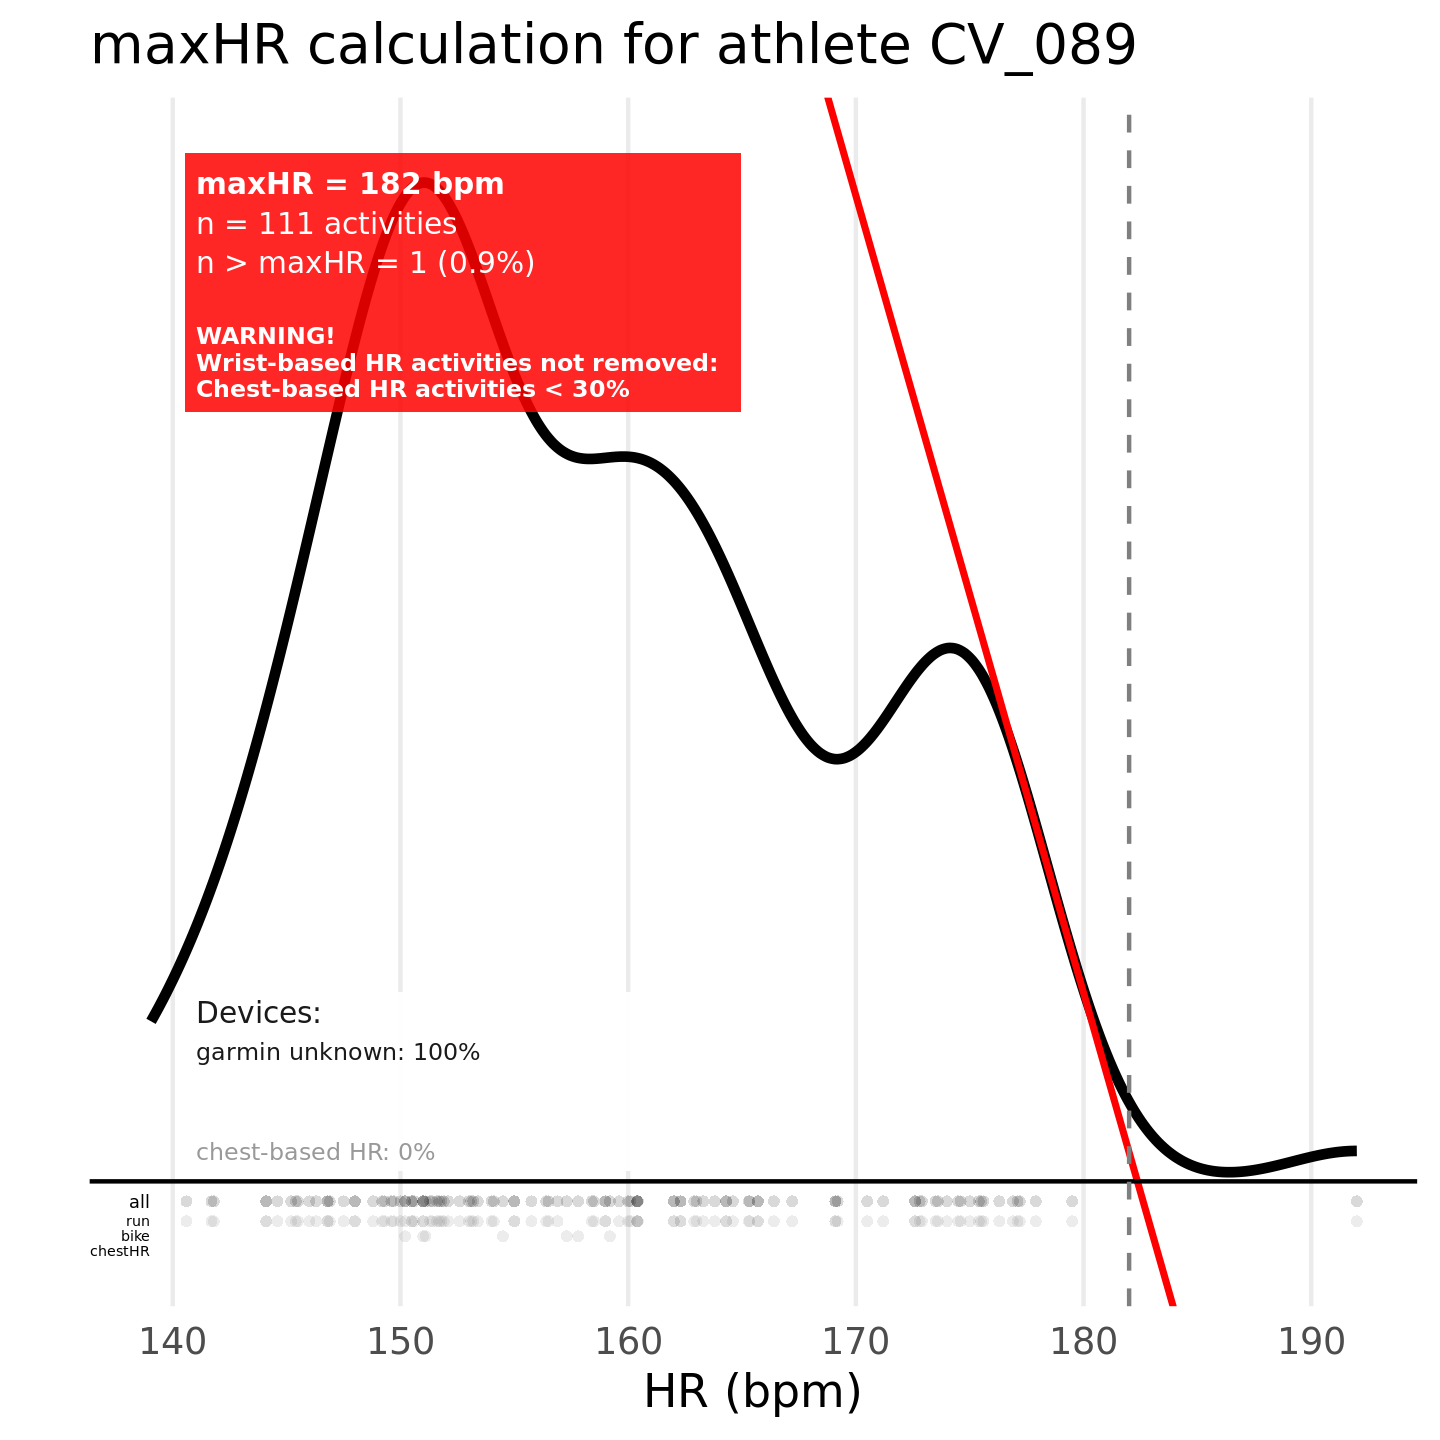 maxHR calculation for athlete CV_089
maxHR = 182 bpm
n = 111 activities
n > maxHR = 1 (0.9%)
WARNING!
Wrist-based HR activities not removed:
Chest-based HR activities < 30%
Devices:
garmin unknown: 100%
chest-based HR: 0%
all
run
bike
chestHR
140 150 160 170 180 190
HR (bpm)